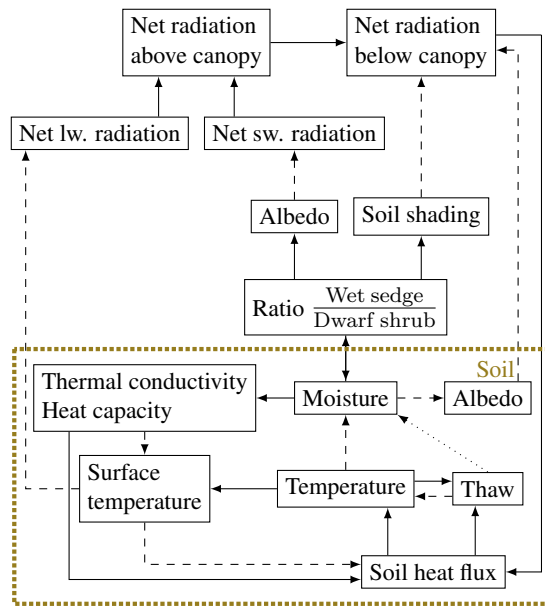 Net radiation
above canopy
Net radiation
below canopy
Net lw. radiation
Net sw. radiation
Albedo
Soil shading
Ratio Wet sedge
Dwarf shrub
Soil
Thermal conductivity
Heat capacity
Moisture
Albedo
Surface
temperature
Temperature
Thaw
Soil heat flux